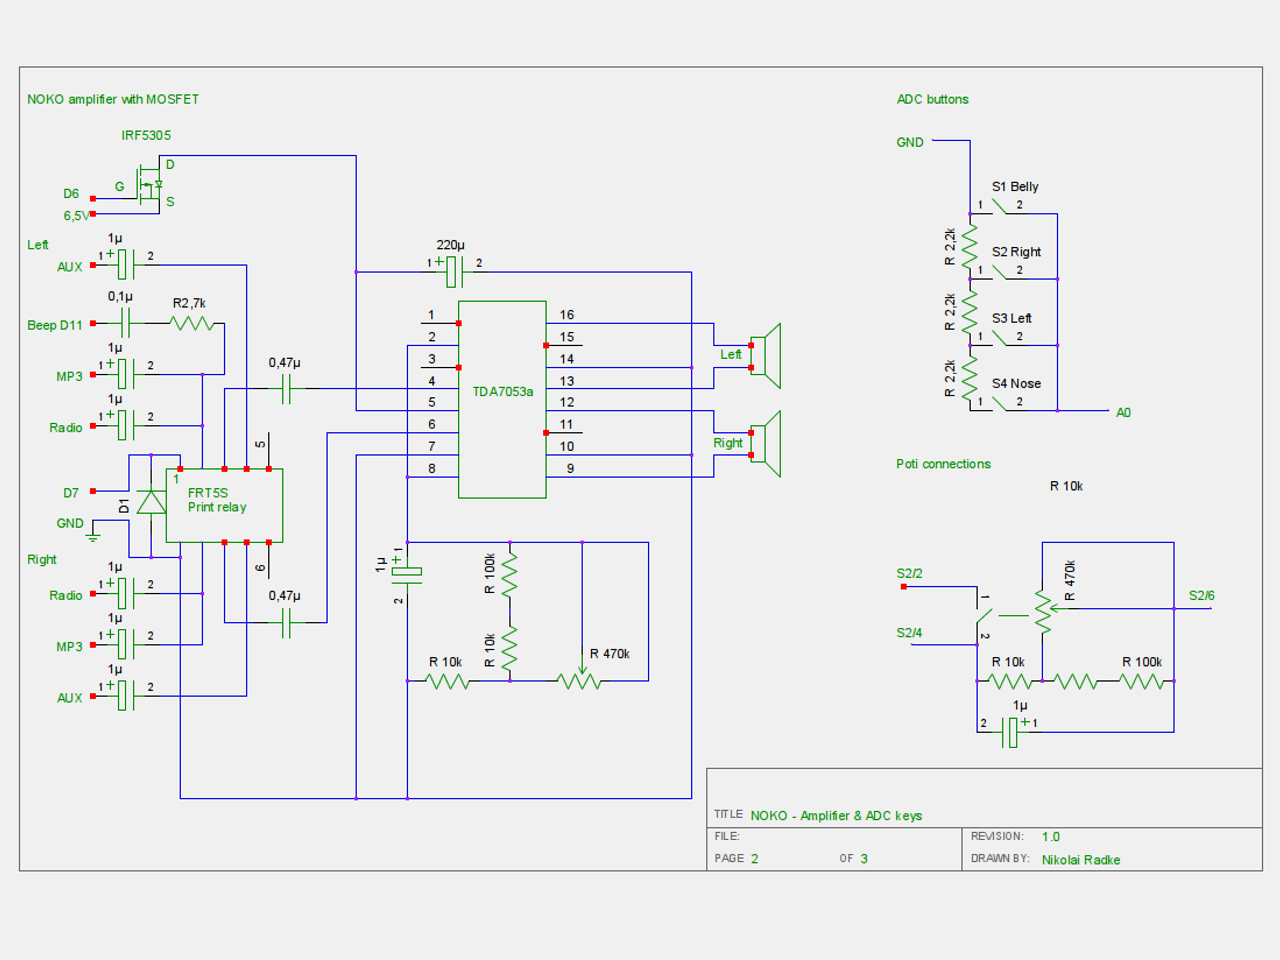 NOKO amplifier with MOSFET
IRF5305
D
G
D6
S
6,5V
Left
1µ
1 + 2
AUX
0,1µ
R2,7k
Beep D11
1µ
1 + 2
MP3
1µ
1 + 2
Radio
5
D7
1
D1
FRT5S
Print relay
GND
Right
6
1µ
1 + 2
Radio
1µ
1 + 2
MP3
1µ
1 + 2
AUX
0,47µ
0,47µ
220µ
1 + 2
1 16
2 15
3 14
4 13
5 12
6 11
7 10
8 9
TDA7053a
Left
Right
1µ
1 + 2
R 100k
R 10k
R 10k
R 470k
ADC buttons
GND
S1 Belly
1 2
R 2,2k
S2 Right
1 2
R 2,2k
S3 Left
1 2
R 2,2k
S4 Nose
1 2
A0
Poti connections
R 10k
S2/2
1
R 470k
S2/6
S2/4
2
R 10k
R 100k
1µ
2 + 1
TITLE NOKO - Amplifier & ADC keys
FILE:
REVISION: 1.0
PAGE 2 OF 3
DRAWN BY: Nikolai Radke